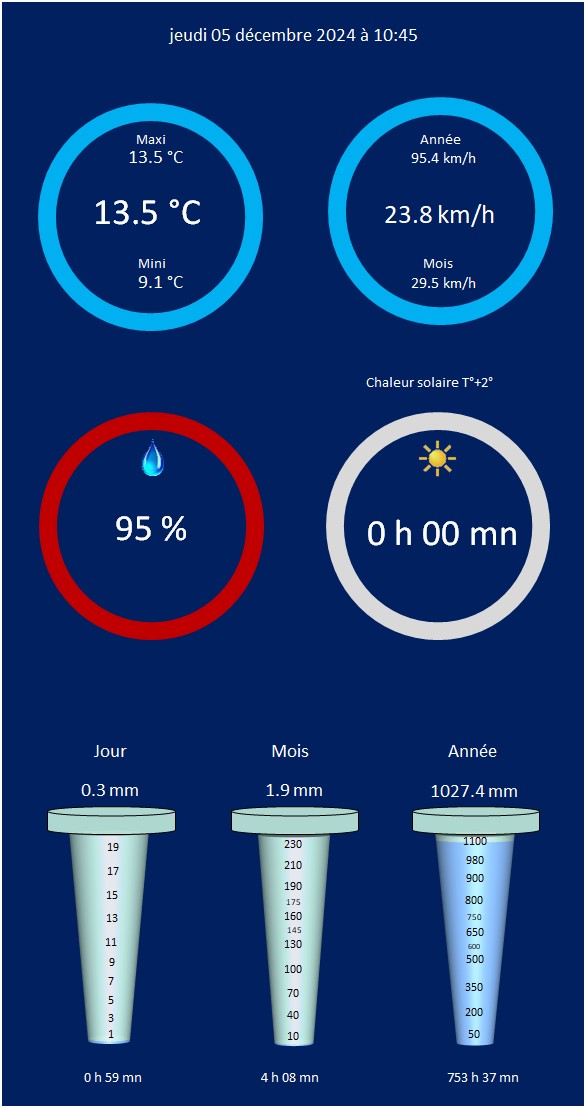 jeudi 05 décembre 2024 à 10:45
Maxi
13.5 °C
13.5 °C
Mini
9.1 °C
Année
95.4 km/h
23.8 km/h
Mois
29.5 km/h
Chaleur solaire T°+2°
95 %
0 h 00 mn
Jour
0.3 mm
19
17
15
13
11
9
7
5
3
1
0 h 59 mn
Mois
1.9 mm
230
210
190
175
160
145
130
100
70
40
10
4 h 08 mn
Année
1027.4 mm
1100
980
900
800
750
650
600
500
350
200
50
753 h 37 mn